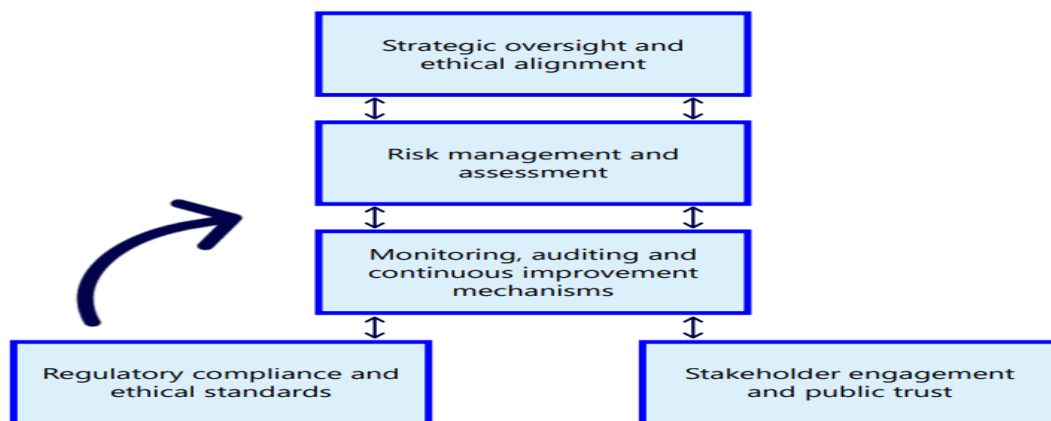 Strategic oversight and
ethical alignment
Risk management and
assessment
Monitoring, auditing and
continuous improvement
mechanisms
Regulatory compliance and
ethical standards
Stakeholder engagement
and public trust